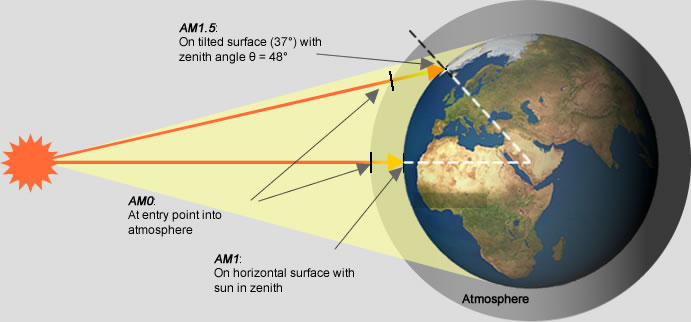 AM1.5:
On tilted surface (37°) with
zenith angle θ = 48°
AM0:
At entry point into
atmosphere
AM1:
On horizontal surface with
sun in zenith
Atmosphere